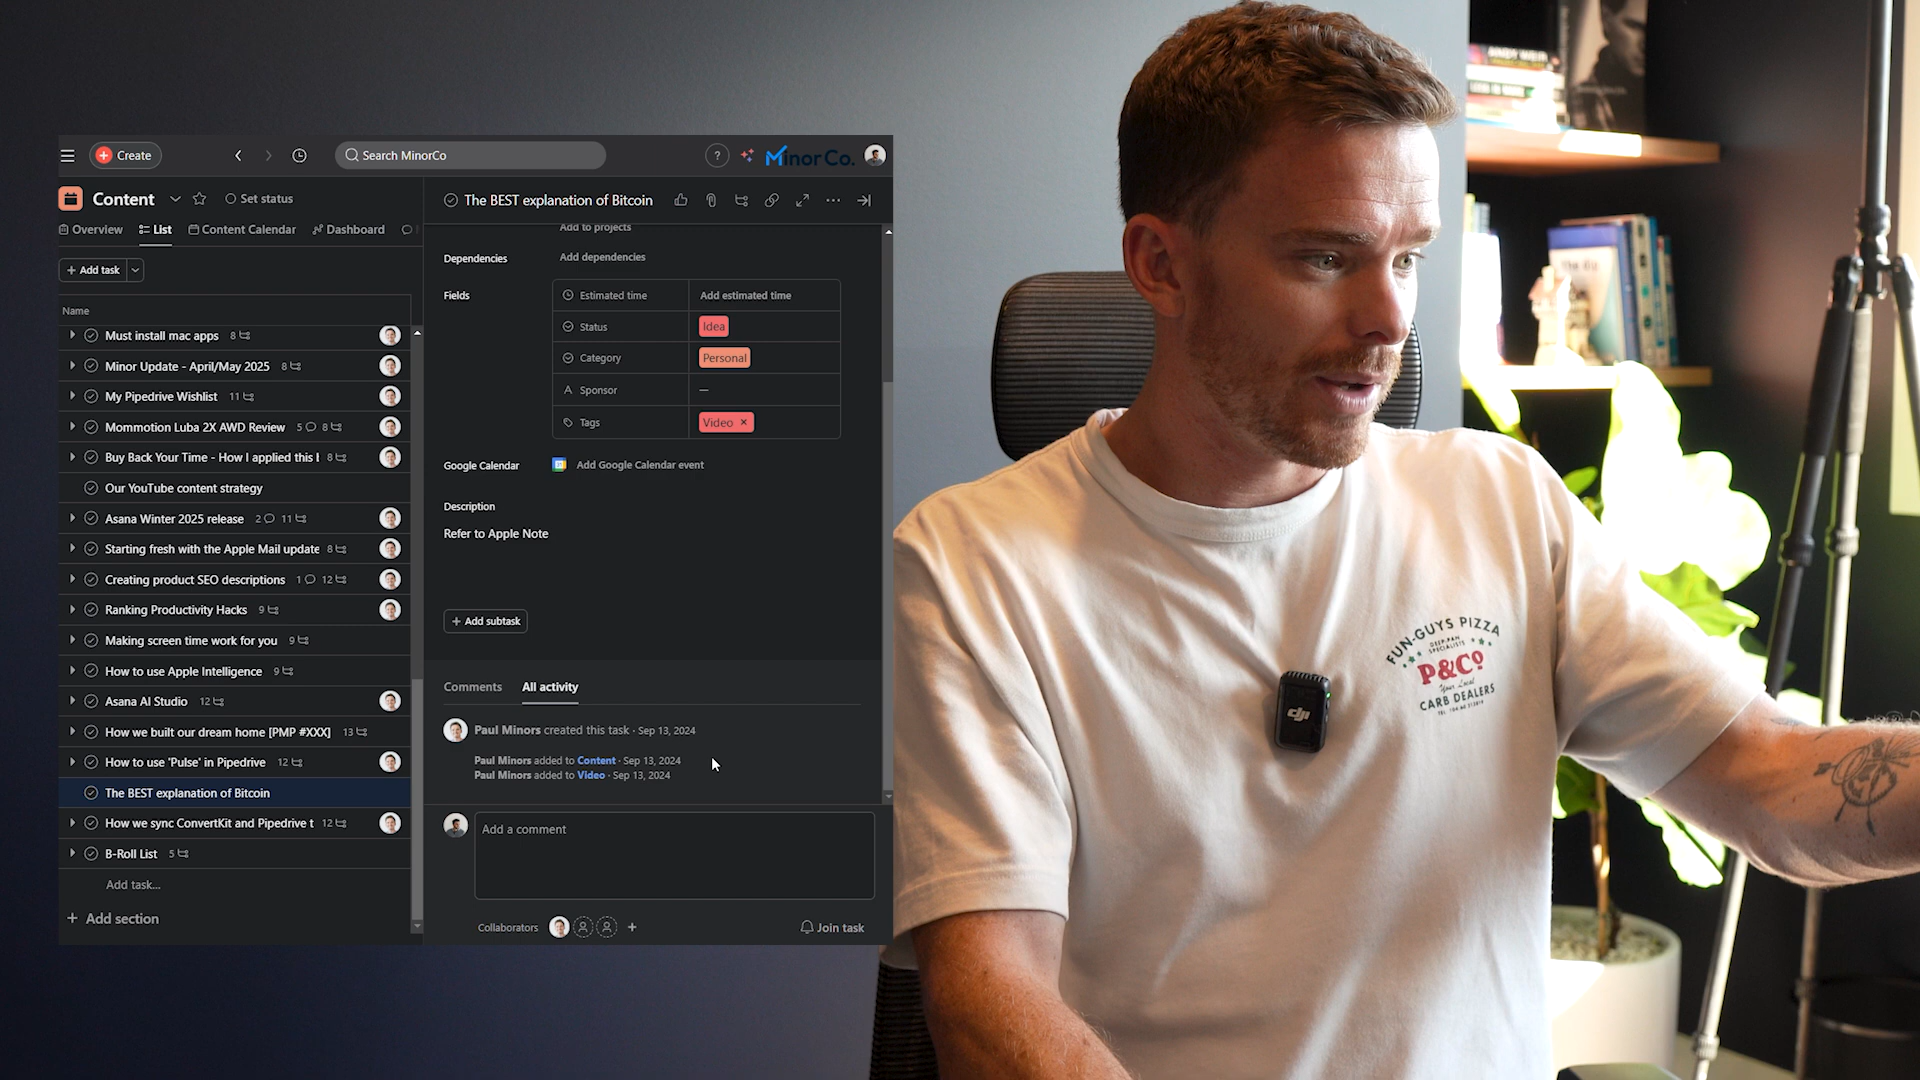 Create
Search MinorCo
?
MinorCo.
Content
Set status
Overview
List
Content Calendar
Dashboard
+ Add task
Name
Must install mac apps 8
Minor Update - April/May 2025 8
My Pipedrive Wishlist 11
Mommotion Luba 2X AWD Review 5 8
Buy Back Your Time - How I applied this 8
Our YouTube content strategy
Asana Winter 2025 release 2 11
Starting fresh with the Apple Mail update 8
Creating product SEO descriptions 1 12
Ranking Productivity Hacks 9
Making screen time work for you 9
How to use Apple Intelligence 9
Asana AI Studio 12
How we built our dream home [PMP #XXX] 13
How to use 'Pulse' in Pipedrive 12
The BEST explanation of Bitcoin
How we sync ConvertKit and Pipedrive t 12
B-Roll List 5
Add task...
+ Add section
The BEST explanation of Bitcoin
Add to projects
Dependencies
Add dependencies
Fields
Estimated time
Add estimated time
Status
Idea
Category
Personal
A Sponsor
—
Tags
Video ×
Google Calendar
Add Google Calendar event
Description
Refer to Apple Note
+ Add subtask
Comments
All activity
Paul Minors created this task · Sep 13, 2024
Paul Minors added to Content · Sep 13, 2024
Paul Minors added to Video · Sep 13, 2024
Add a comment
Collaborators
+
Join task
ANDY WEIR
FUN-GUYS PIZZA
DEEP-PAN
SPECIALISTS
P&Co
Your Local
CARB DEALERS
dji